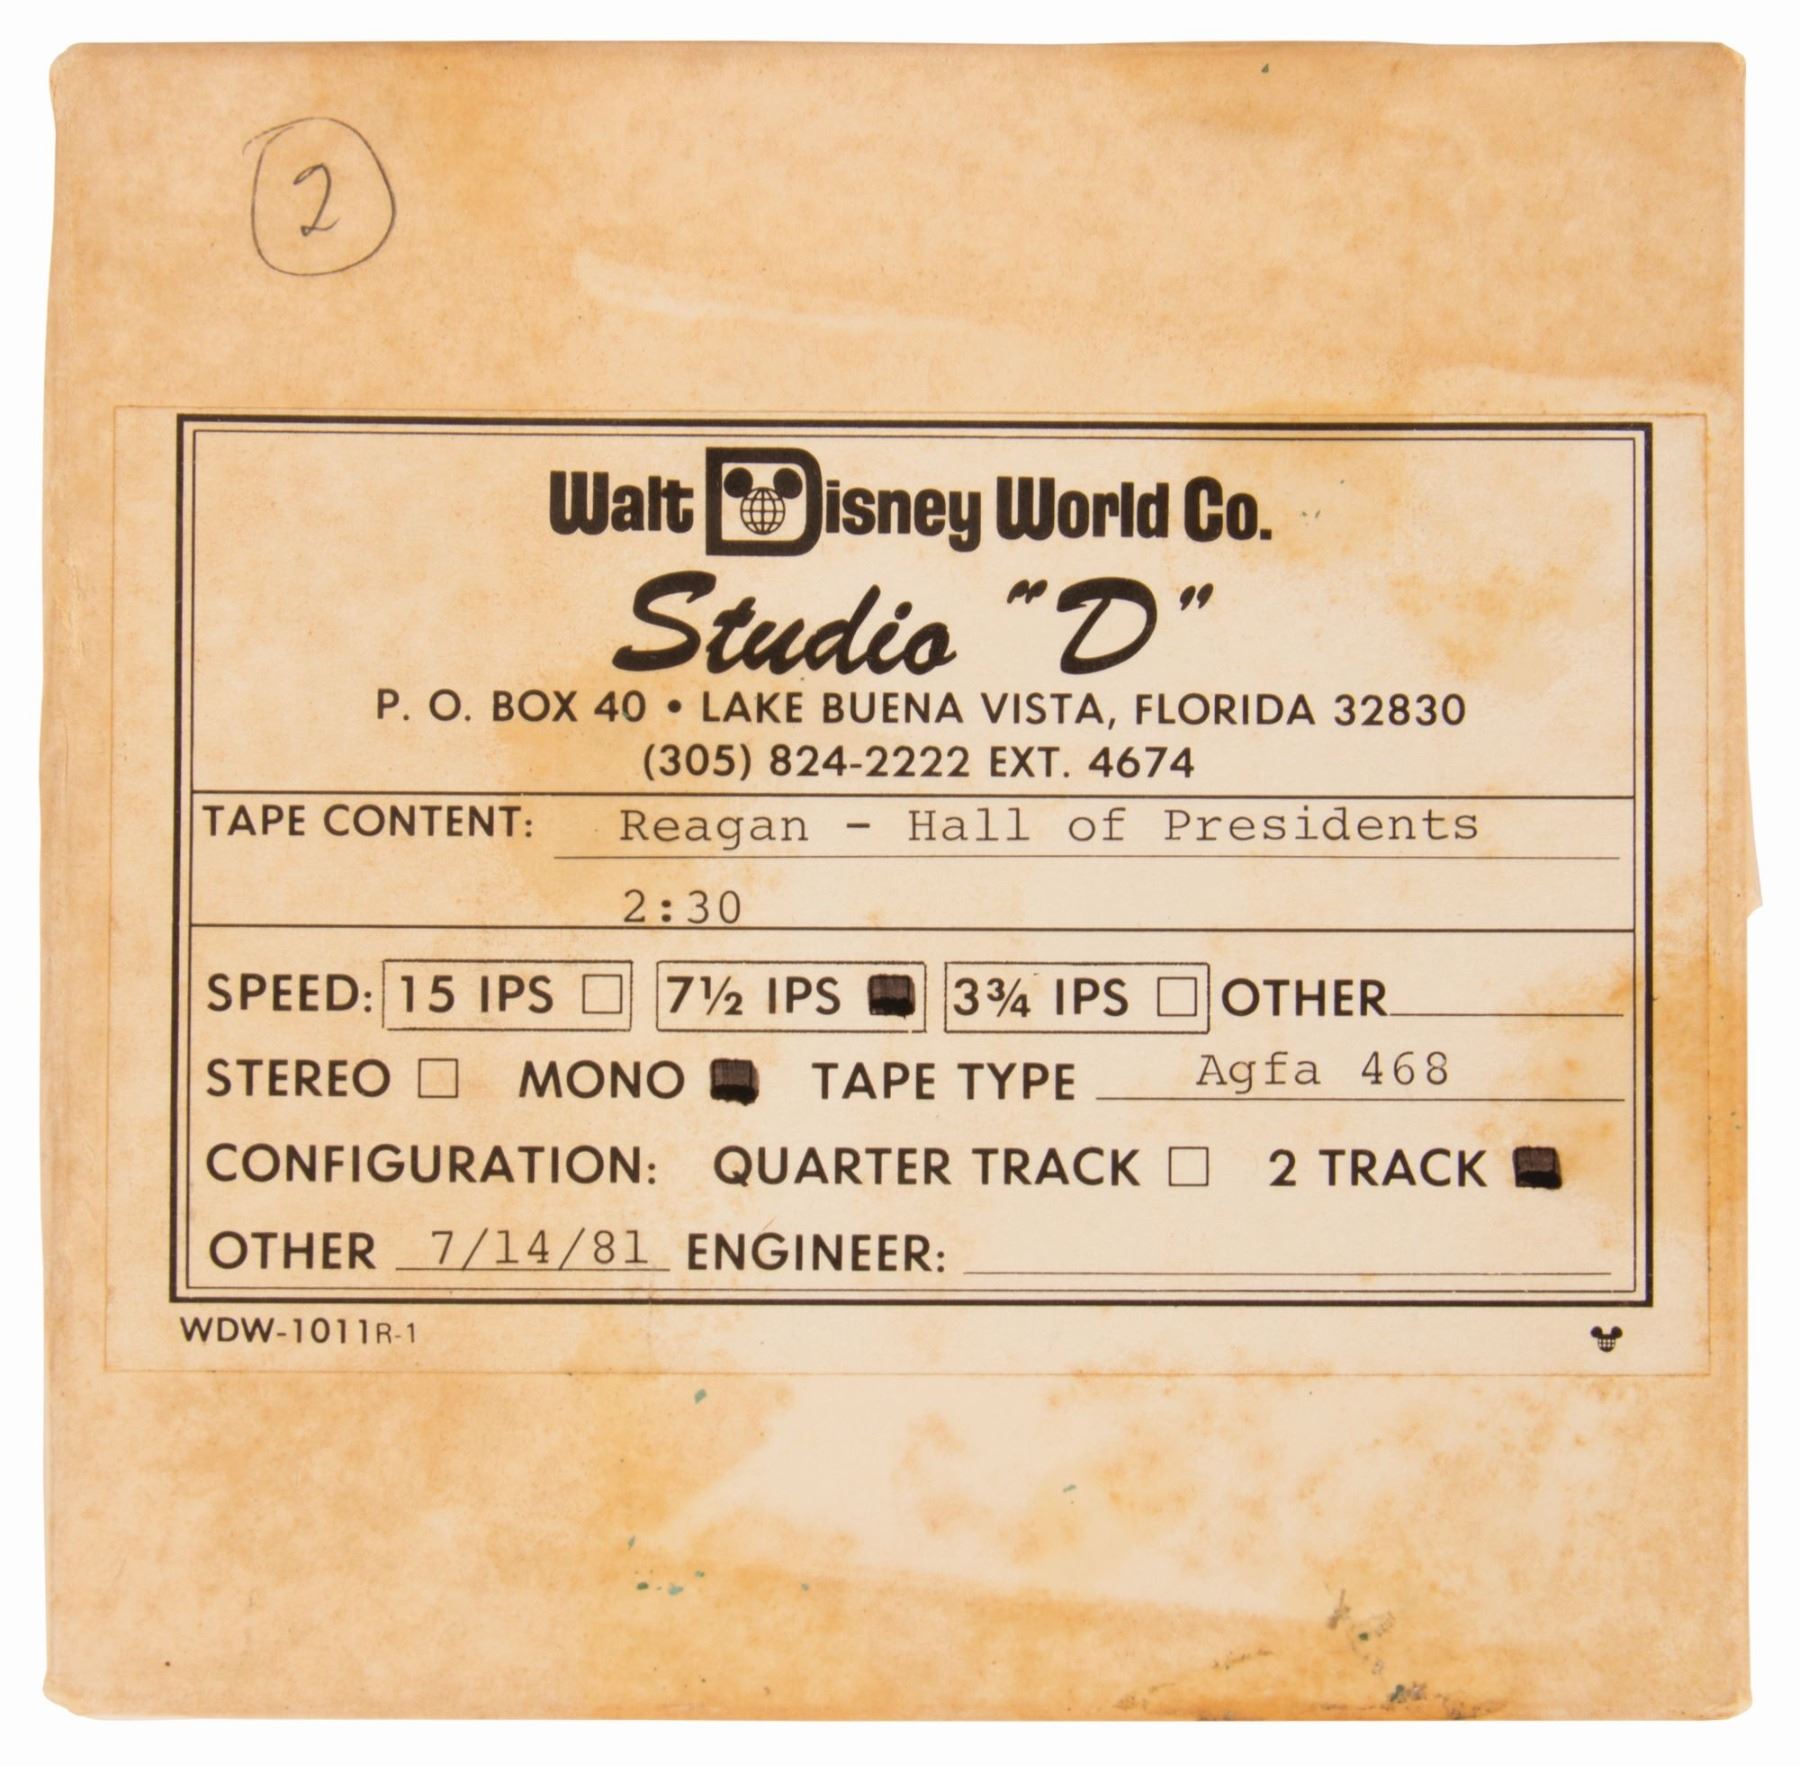 2
Walt Disney World Co.
Studio "D"
P. O. BOX 40 • LAKE BUENA VISTA, FLORIDA 32830
(305) 824-2222 EXT. 4674
TAPE CONTENT: Reagan - Hall of Presidents
2:30
SPEED: 15 IPS 7½ IPS 3¾ IPS OTHER
STEREO MONO TAPE TYPE Agfa 468
CONFIGURATION: QUARTER TRACK 2 TRACK
OTHER 7/14/81 ENGINEER:
WDW-1011R-1